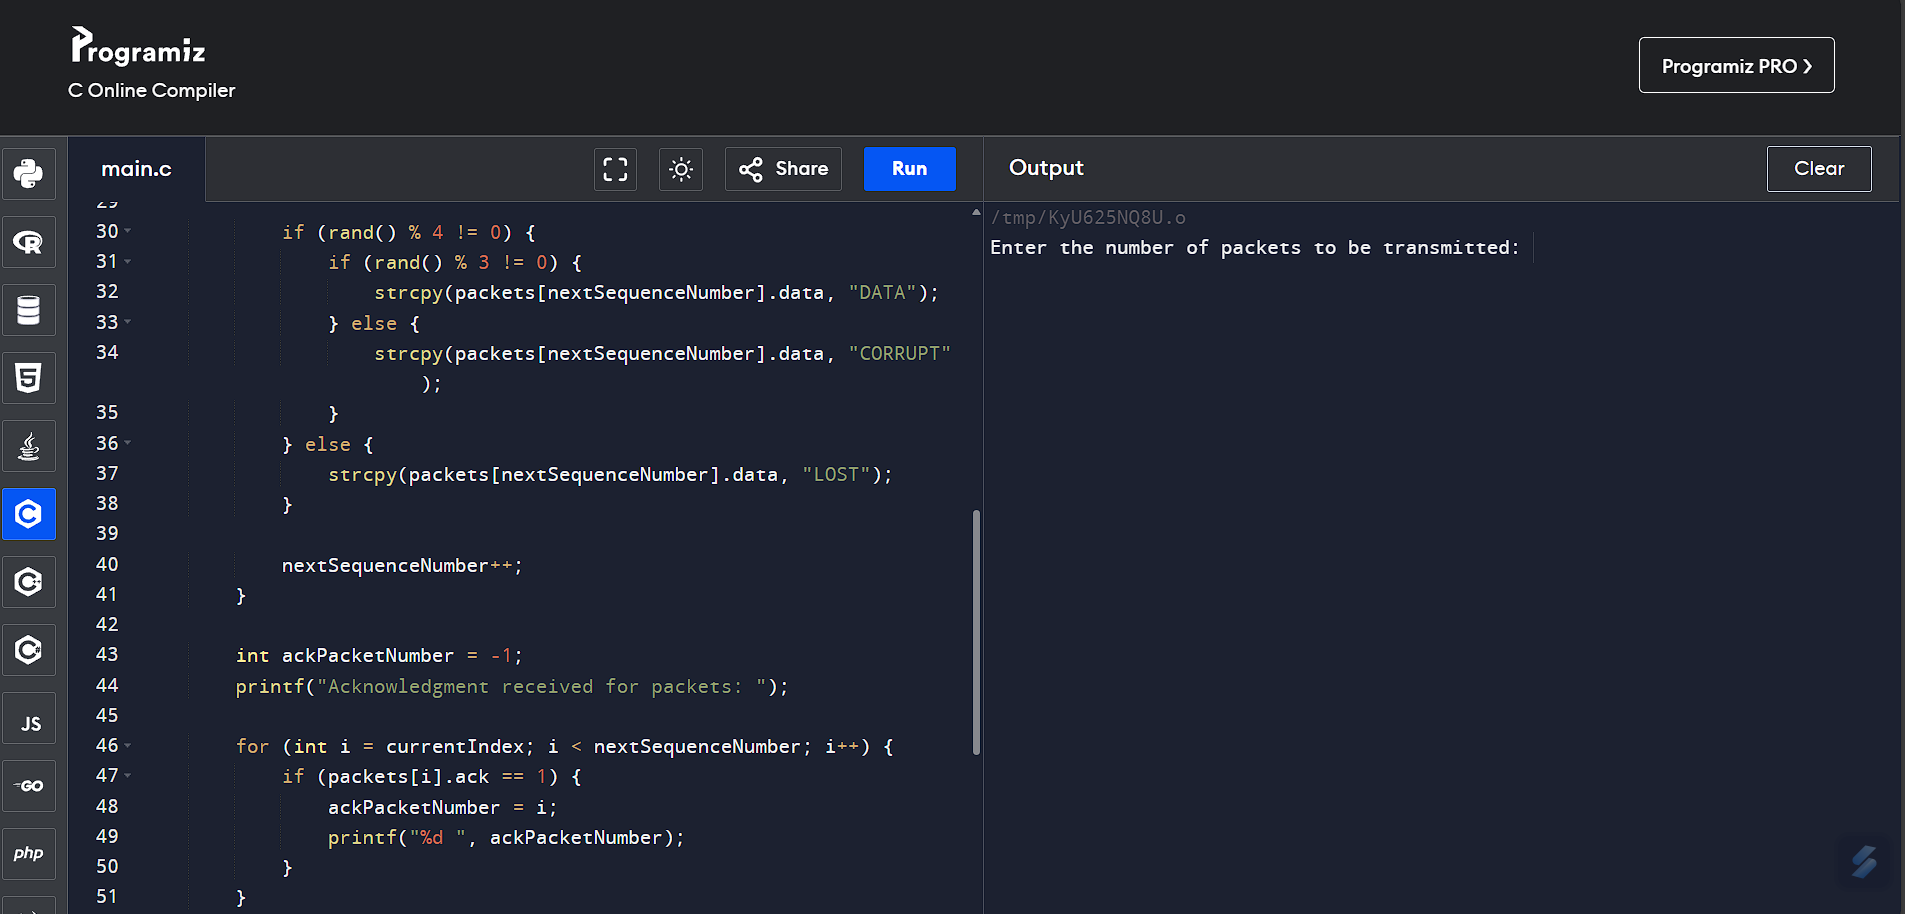 Programiz
C Online Compiler
Programiz PRO ❯
main.c
Share
Run
Output
Clear
29
30 if (rand() % 4 != 0) {
31 if (rand() % 3 != 0) {
32 strcpy(packets[nextSequenceNumber].data, "DATA");
33 } else {
34 strcpy(packets[nextSequenceNumber].data, "CORRUPT"
);
35 }
36 } else {
37 strcpy(packets[nextSequenceNumber].data, "LOST");
38 }
39
40 nextSequenceNumber++;
41 }
42
43 int ackPacketNumber = -1;
44 printf("Acknowledgment received for packets: ");
45
46 for (int i = currentIndex; i < nextSequenceNumber; i++) {
47 if (packets[i].ack == 1) {
48 ackPacketNumber = i;
49 printf("%d ", ackPacketNumber);
50 }
51 }
/tmp/KyU625NQ8U.o
Enter the number of packets to be transmitted:
R
5
C
C++
C#
JS
GO
php